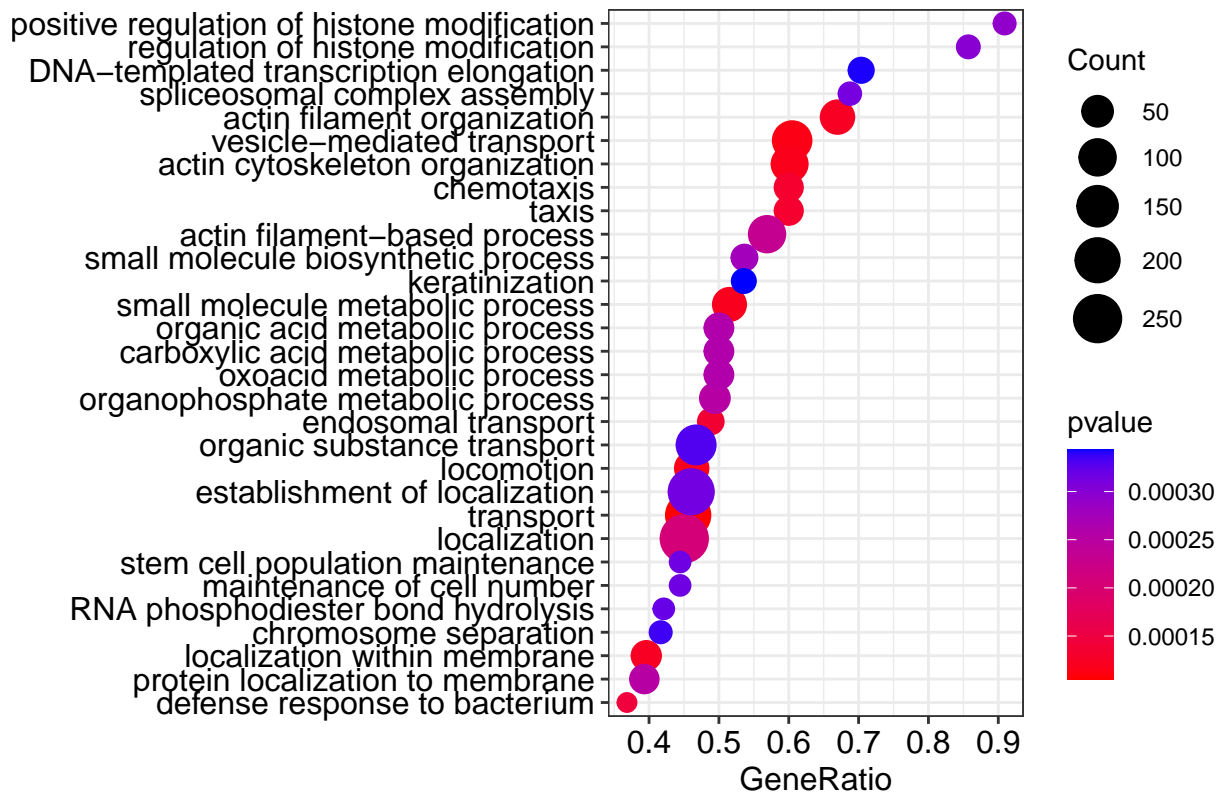 positive regulation of histone modification
regulation of histone modification
DNA−templated transcription elongation
spliceosomal complex assembly
actin filament organization
vesicle−mediated transport
actin cytoskeleton organization
chemotaxis
taxis
actin filament−based process
small molecule biosynthetic process
keratinization
small molecule metabolic process
organic acid metabolic process
carboxylic acid metabolic process
oxoacid metabolic process
organophosphate metabolic process
endosomal transport
organic substance transport
locomotion
establishment of localization
transport
localization
stem cell population maintenance
maintenance of cell number
RNA phosphodiester bond hydrolysis
chromosome separation
localization within membrane
protein localization to membrane
defense response to bacterium
0.4 0.5 0.6 0.7 0.8 0.9
GeneRatio
Count
50
100
150
200
250
pvalue
0.00030
0.00025
0.00020
0.00015